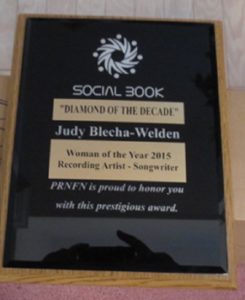 SOCIAL BOOK
"DIAMOND OF THE DECADE"
Judy Blecha-Welden
Woman of the Year 2015
Recording Artist - Songwriter
PRNFN is proud to honor you
with this prestigious award.